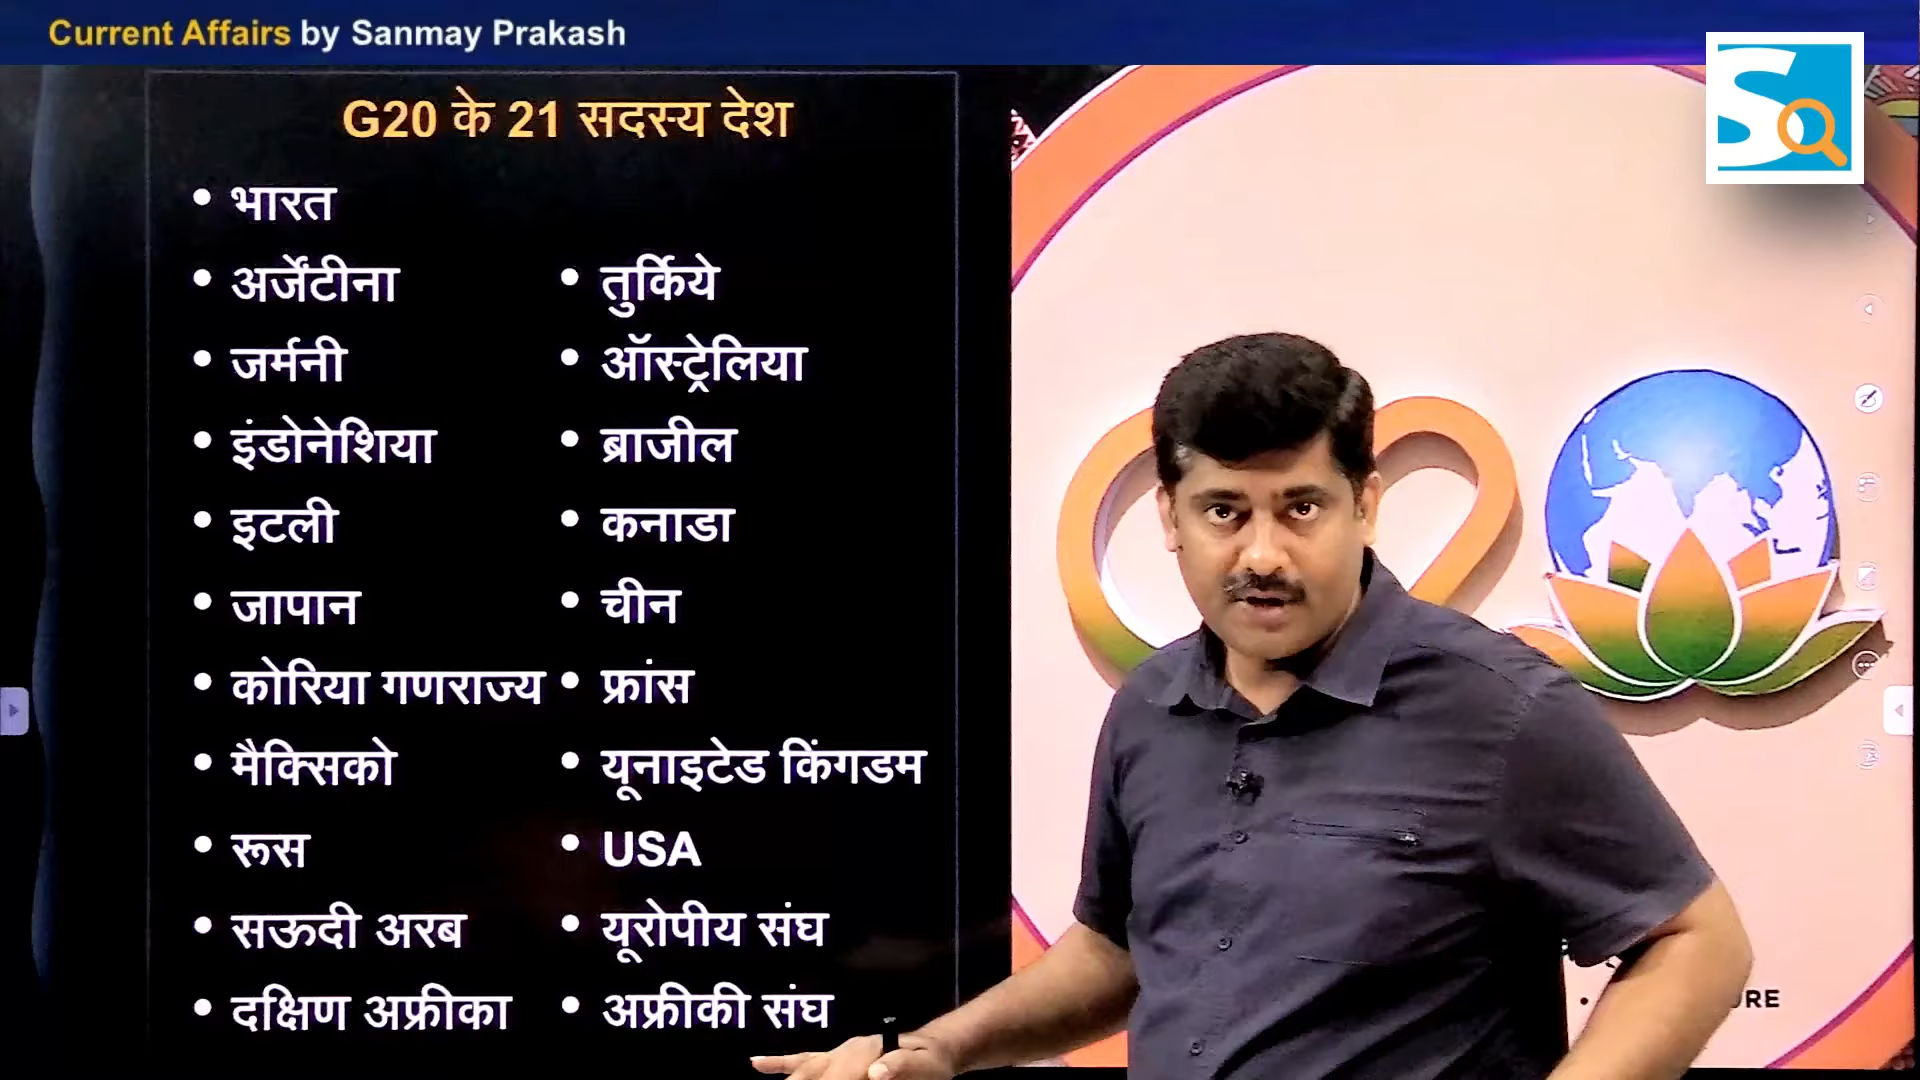 Current Affairs by Sanmay Prakash
SQ
G20 के 21 सदस्य देश
• भारत
• अर्जेंटीना
• जर्मनी
• इंडोनेशिया
• इटली
• जापान
• कोरिया गणराज्य
• मैक्सिको
• रूस
• सऊदी अरब
• दक्षिण अफ्रीका
• तुर्किये
• ऑस्ट्रेलिया
• ब्राजील
• कनाडा
• चीन
• फ्रांस
• यूनाइटेड किंगडम
• USA
• यूरोपीय संघ
• अफ्रीकी संघ